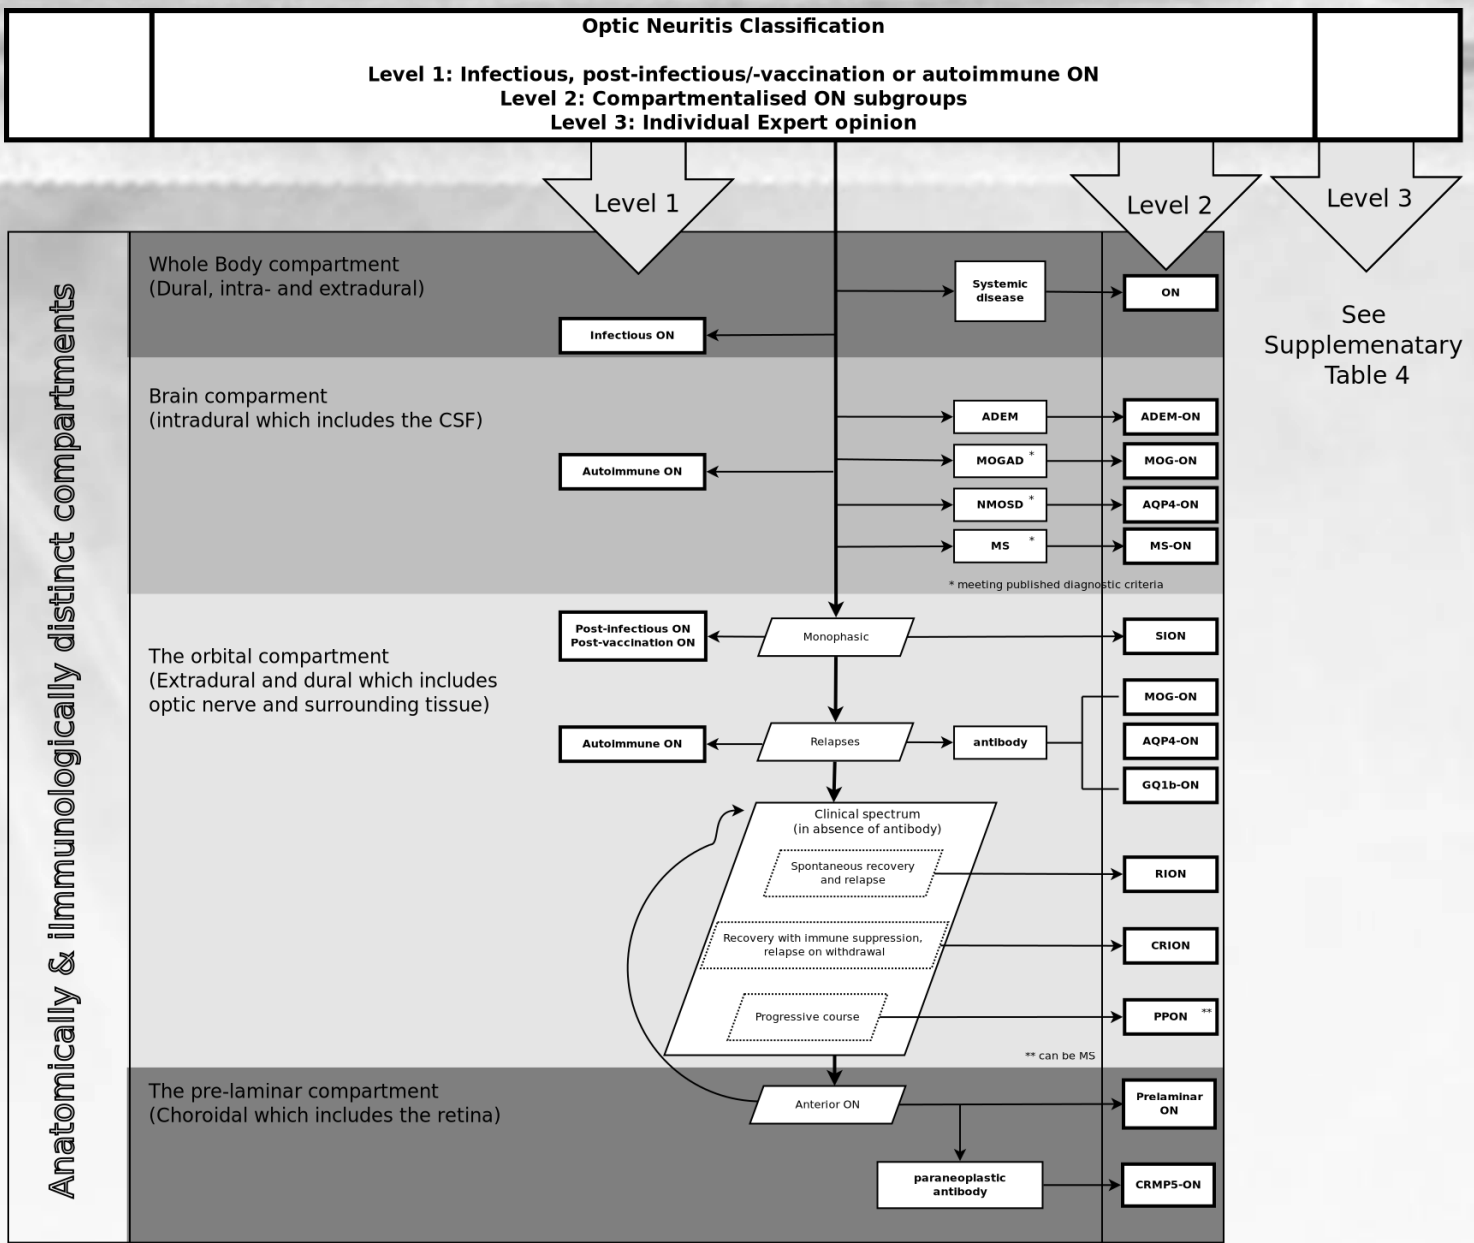 Optic Neuritis Classification
Level 1: Infectious, post-infectious/-vaccination or autoimmune ON
Level 2: Compartmentalised ON subgroups
Level 3: Individual Expert opinion
Level 1
Level 2
Level 3
Anatomically & immunologically distinct compartments
Whole Body compartment
(Dural, intra- and extradural)
Systemic
disease
ON
Infectious ON
See
Supplemenatary
Table 4
Brain comparment
(intradural which includes the CSF)
ADEM
ADEM-ON
MOGAD *
MOG-ON
Autoimmune ON
NMOSD *
AQP4-ON
MS *
MS-ON
* meeting published diagnostic criteria
Post-infectious ON
Post-vaccination ON
Monophasic
SION
The orbital compartment
(Extradural and dural which includes
optic nerve and surrounding tissue)
MOG-ON
Autoimmune ON
Relapses
antibody
AQP4-ON
GQ1b-ON
Clinical spectrum
(in absence of antibody)
Spontaneous recovery
and relapse
RION
Recovery with immune suppression,
relapse on withdrawal
CRION
Progressive course
PPON **
** can be MS
The pre-laminar compartment
(Choroidal which includes the retina)
Anterior ON
Prelaminar
ON
paraneoplastic
antibody
CRMP5-ON